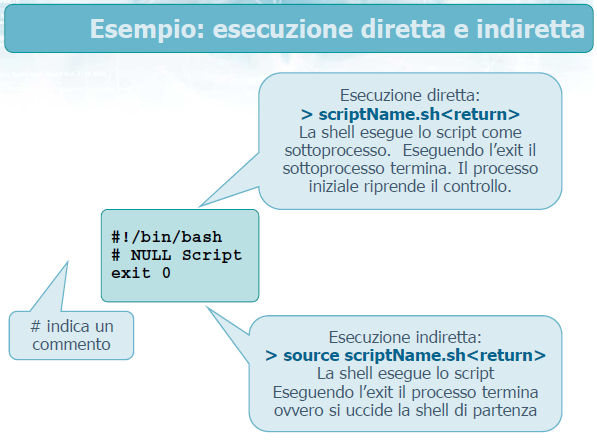 Esempio: esecuzione diretta e indiretta
Esecuzione diretta:
> scriptName.sh<return>
La shell esegue lo script come
sottoprocesso. Eseguendo l'exit il
sottoprocesso termina. Il processo
iniziale riprende il controllo.
#!/bin/bash
# NULL Script
exit 0
# indica un
commento
Esecuzione indiretta:
> source scriptName.sh<return>
La shell esegue lo script
Eseguendo l'exit il processo termina
ovvero si uccide la shell di partenza